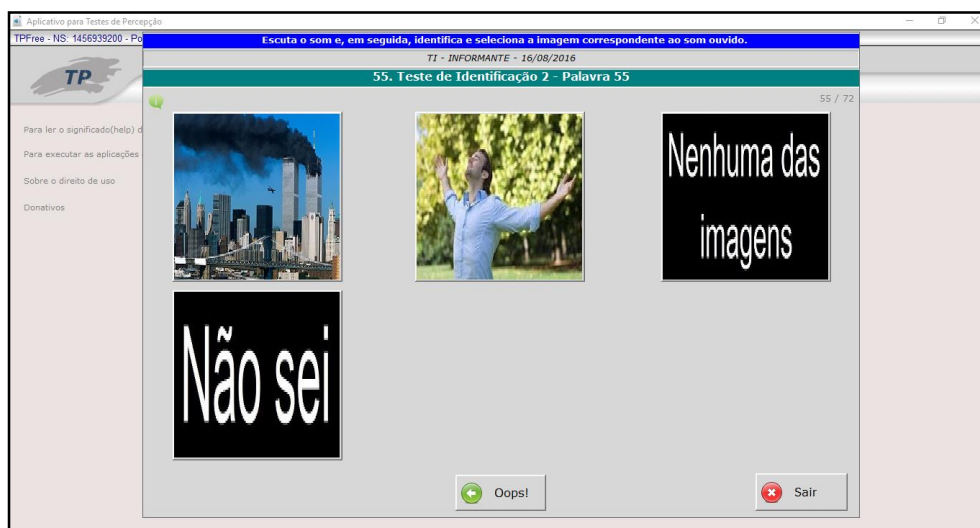 Aplicativo para Testes de Percepção
TPFree - NS: 1456939200 - Po
Escuta o som e, em seguida, identifica e seleciona a imagem correspondente ao som ouvido.
TI - INFORMANTE - 16/08/2016
55. Teste de Identificação 2 - Palavra 55
TP
55 / 72
Para ler o significado(help) d
Para executar as aplicações
Sobre o direito de uso
Donativos
Nenhuma das
imagens
Não sei
Oops!
Sair